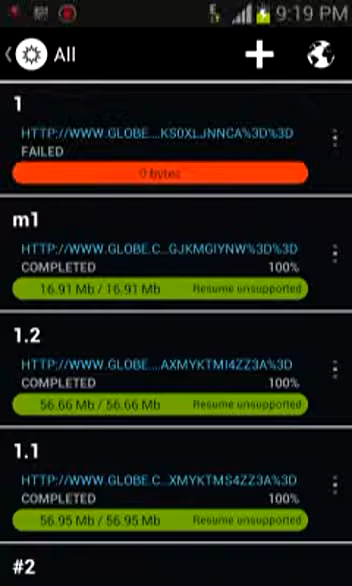 9:19 PM
All
1
HTTP://WWW.GLOBE....KS0XLJNNCA%3D%3D
FAILED
0 bytes
m1
HTTP://WWW.GLOBE.C...GJKMGIYNW%3D%3D
COMPLETED 100%
16.91 Mb / 16.91 Mb Resume unsupported
1.2
HTTP://WWW.GLOBE....AXMYKTMI4ZZ3A%3D
COMPLETED 100%
56.66 Mb / 56.66 Mb Resume unsupported
1.1
HTTP://WWW.GLOBE.C...XMYKTMS4ZZ3A%3D
COMPLETED 100%
56.95 Mb / 56.95 Mb Resume unsupported
#2